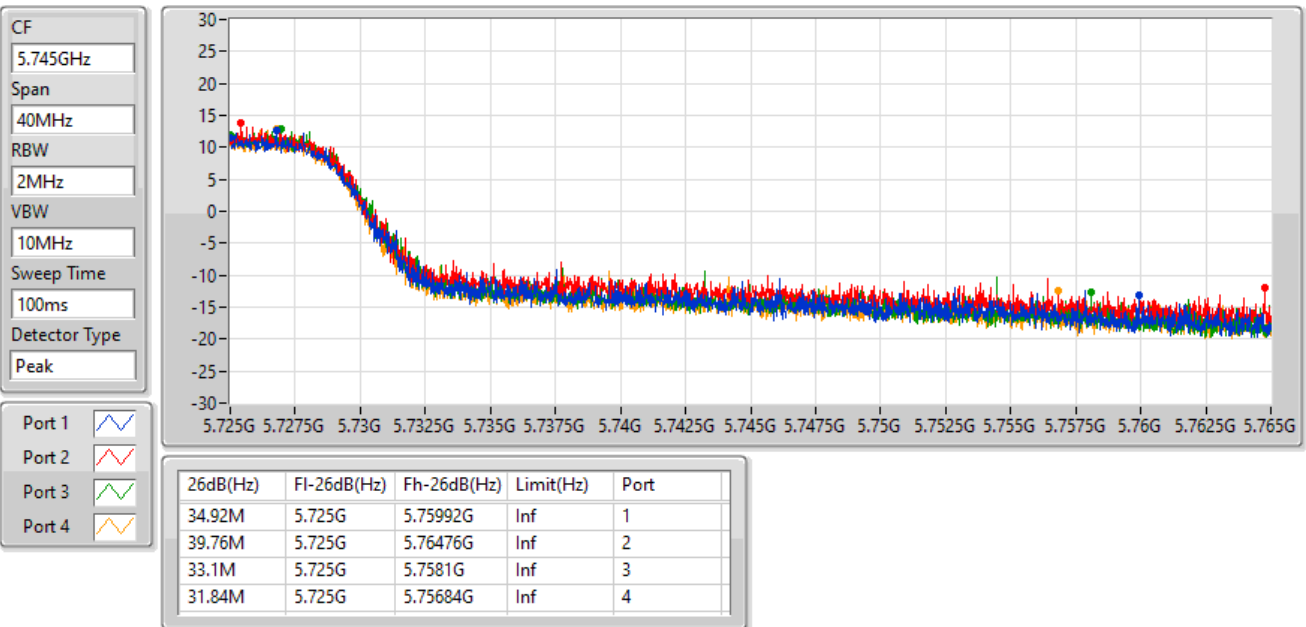 CF
5.745GHz
Span
40MHz
RBW
2MHz
VBW
10MHz
Sweep Time
100ms
Detector Type
Peak
Port 1
Port 2
Port 3
Port 4
30
25
20
15
10
5
0
-5
-10
-15
-20
-25
-30
5.725G 5.7275G 5.73G 5.7325G 5.735G 5.7375G 5.74G 5.7425G 5.745G 5.7475G 5.75G 5.7525G 5.755G 5.7575G 5.76G 5.7625G 5.765G
26dB(Hz) Fl-26dB(Hz) Fh-26dB(Hz) Limit(Hz) Port
34.92M 5.725G 5.75992G Inf 1
39.76M 5.725G 5.76476G Inf 2
33.1M 5.725G 5.7581G Inf 3
31.84M 5.725G 5.75684G Inf 4